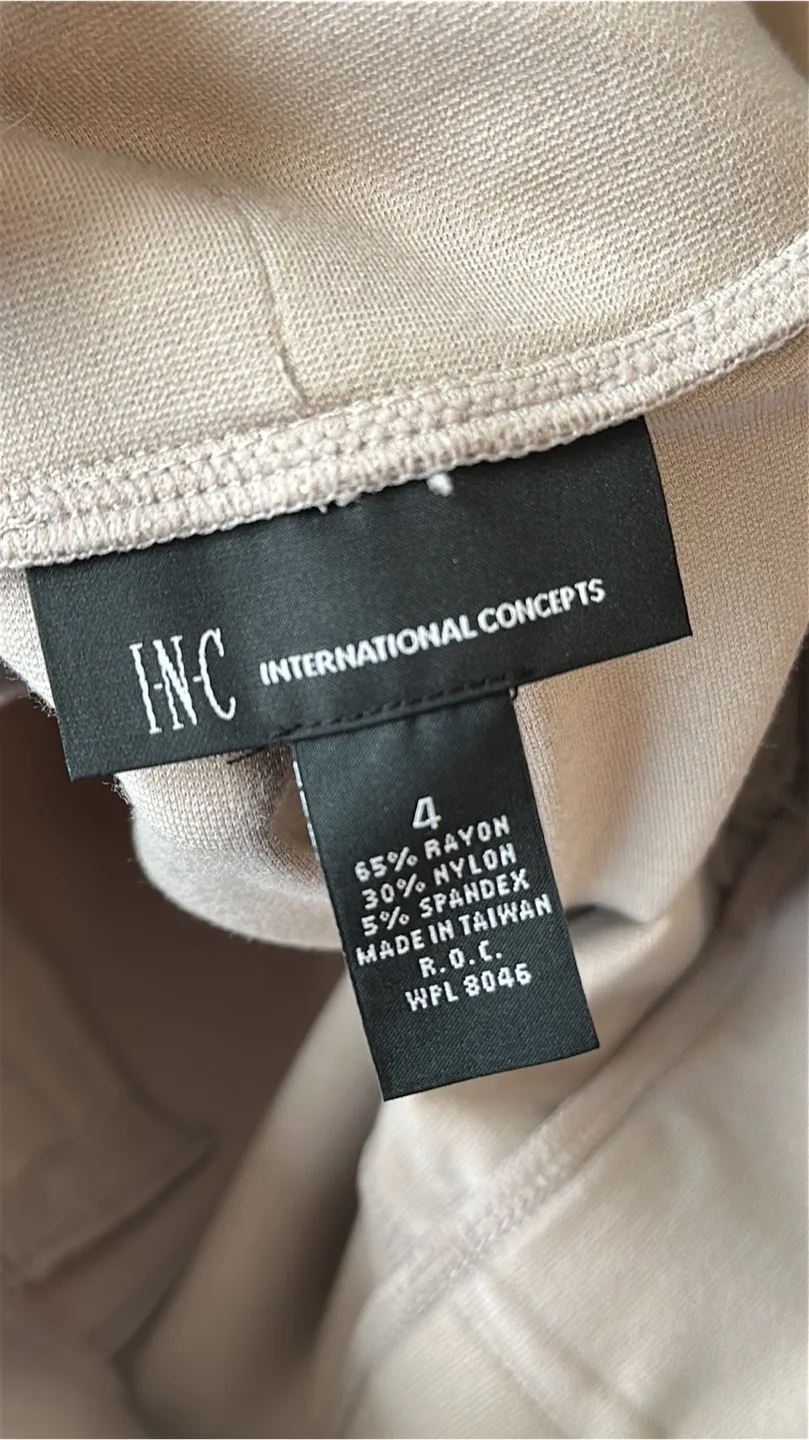 I·N·C INTERNATIONAL CONCEPTS
4
65% RAYON
30% NYLON
5% SPANDEX
MADE IN TAIWAN
R.O.C.
WPL 8046